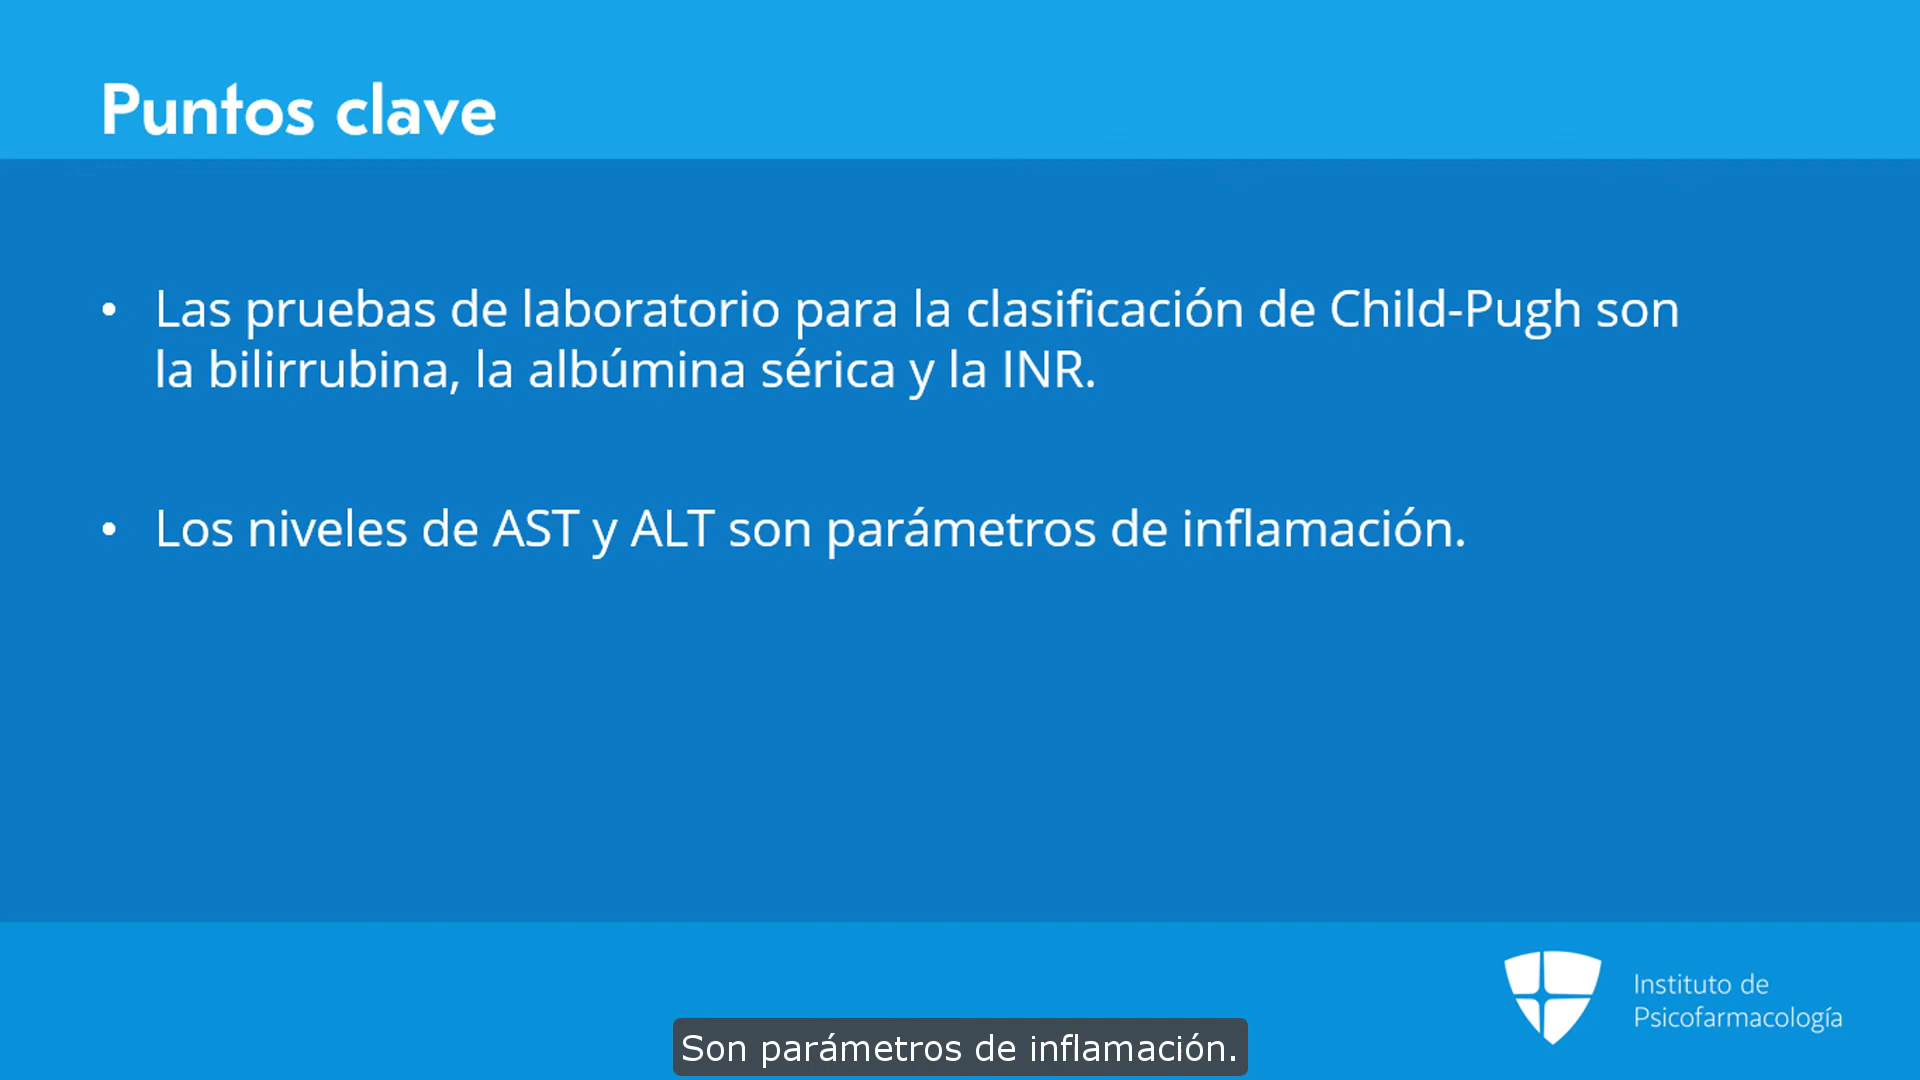 Puntos clave
• Las pruebas de laboratorio para la clasificación de Child-Pugh son
la bilirrubina, la albúmina sérica y la INR.
• Los niveles de AST y ALT son parámetros de inflamación.
Instituto de
Psicofarmacología
Son parámetros de inflamación.